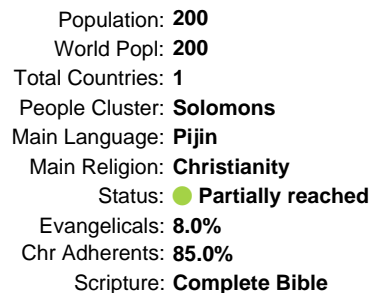 Population: 200
World Popl: 200
Total Countries: 1
People Cluster: Solomons
Main Language: Pijin
Main Religion: Christianity
Status: Partially reached
Evangelicals: 8.0%
Chr Adherents: 85.0%
Scripture: Complete Bible